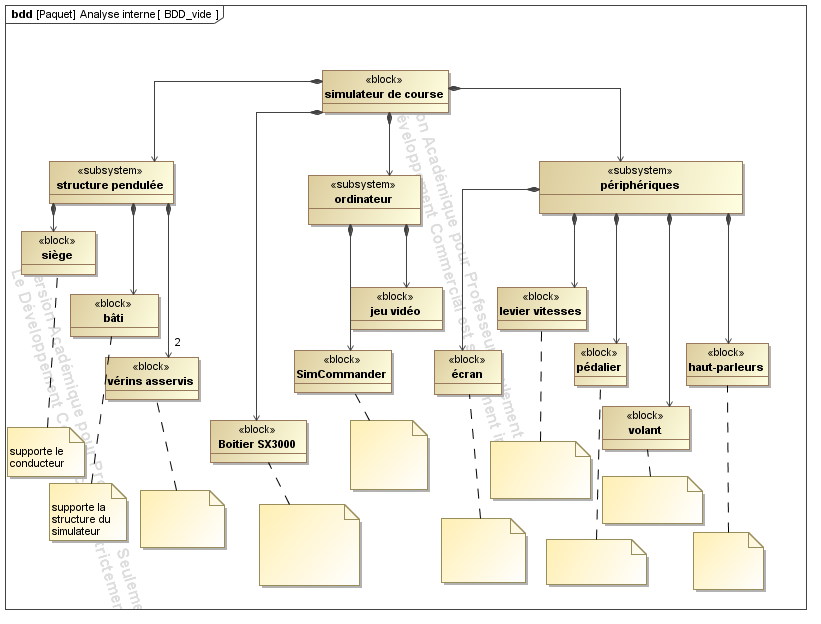 bdd [Paquet] Analyse interne [ BDD_vide ]
«block»
simulateur de course
«subsystem»
structure pendulée
«subsystem»
ordinateur
«subsystem»
périphériques
«block»
siège
«block»
bâti
2
«block»
vérins asservis
«block»
jeu vidéo
«block»
SimCommander
«block»
Boitier SX3000
«block»
levier vitesses
«block»
écran
«block»
pédalier
«block»
volant
«block»
haut-parleurs
supporte le
conducteur
supporte la
structure du
simulateur